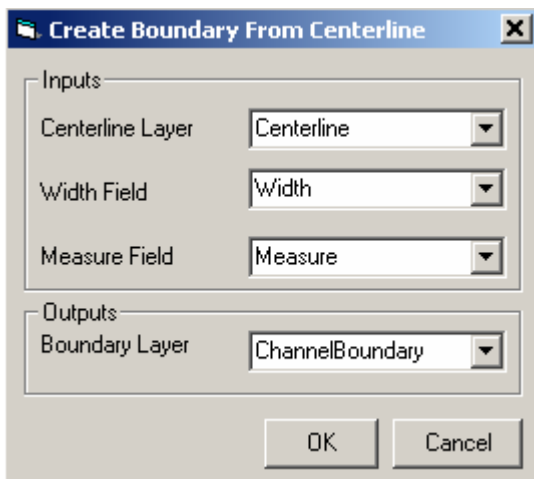 Create Boundary From Centerline
Inputs
Centerline Layer Centerline
Width Field Width
Measure Field Measure
Outputs
Boundary Layer ChannelBoundary
OK Cancel